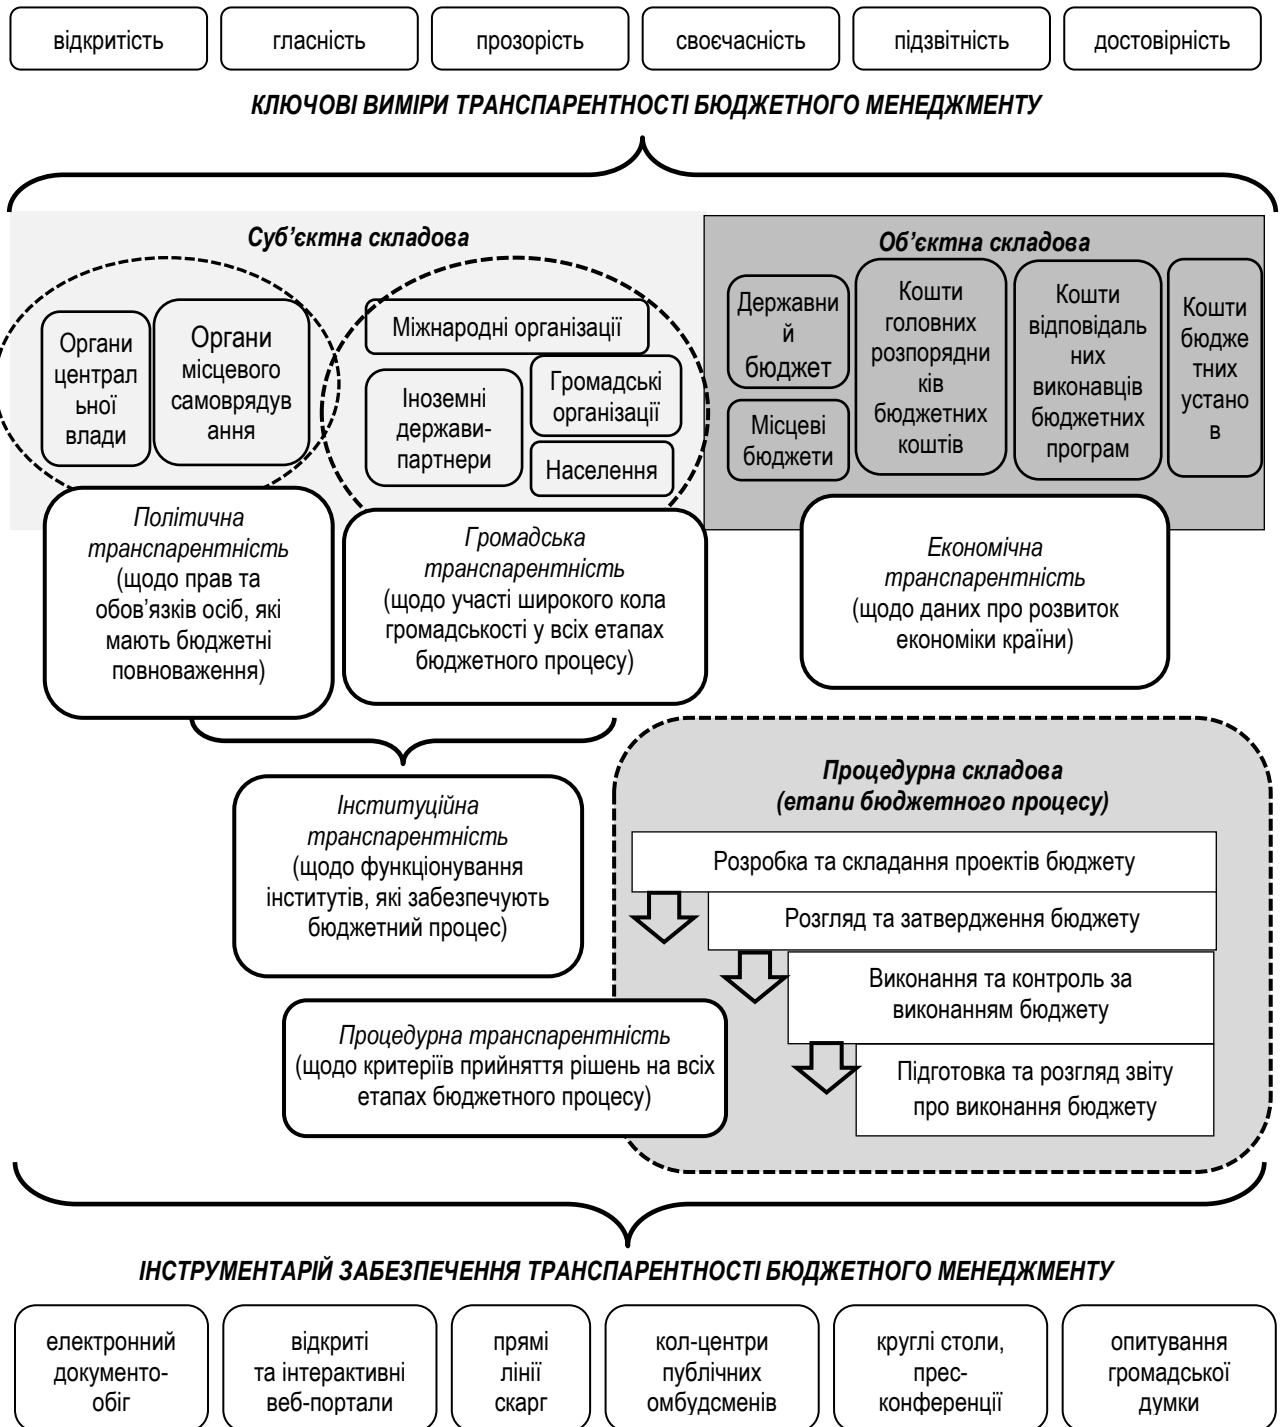 відкритість
гласність
прозорість
своєчасність
підзвітність
достовірність
КЛЮЧОВІ ВИМІРИ ТРАНСПАРЕНТНОСТІ БЮДЖЕТНОГО МЕНЕДЖМЕНТУ
Суб’єктна складова
Органи
централ
ьної
влади
Органи
місцевого
самоврядув
ання
Міжнародні організації
Іноземні
держави-
партнери
Громадські
організації
Населення
Об’єктна складова
Державни
й
бюджет
Місцеві
бюджети
Кошти
головних
розпорядни
ків
бюджетних
коштів
Кошти
відповідаль
них
виконавців
бюджетних
програм
Кошти
бюдже
тних
устано
в
Політична
транспарентність
(щодо прав та
обов’язків осіб, які
мають бюджетні
повноваження)
Громадська
транспарентність
(щодо участі широкого кола
громадськості у всіх етапах
бюджетного процесу)
Економічна
транспарентність
(щодо даних про розвиток
економіки країни)
Інституційна
транспарентність
(щодо функціонування
інститутів, які забезпечують
бюджетний процес)
Процедурна складова
(етапи бюджетного процесу)
Розробка та складання проектів бюджету
Розгляд та затвердження бюджету
Виконання та контроль за
виконанням бюджету
Підготовка та розгляд звіту
про виконання бюджету
Процедурна транспарентність
(щодо критеріїв прийняття рішень на всіх
етапах бюджетного процесу)
ІНСТРУМЕНТАРІЙ ЗАБЕЗПЕЧЕННЯ ТРАНСПАРЕНТНОСТІ БЮДЖЕТНОГО МЕНЕДЖМЕНТУ
електронний
документо-
обіг
відкриті
та інтерактивні
веб-портали
прямі
лінії
скарг
кол-центри
публічних
омбудсменів
круглі столи,
прес-
конференції
опитування
громадської
думки